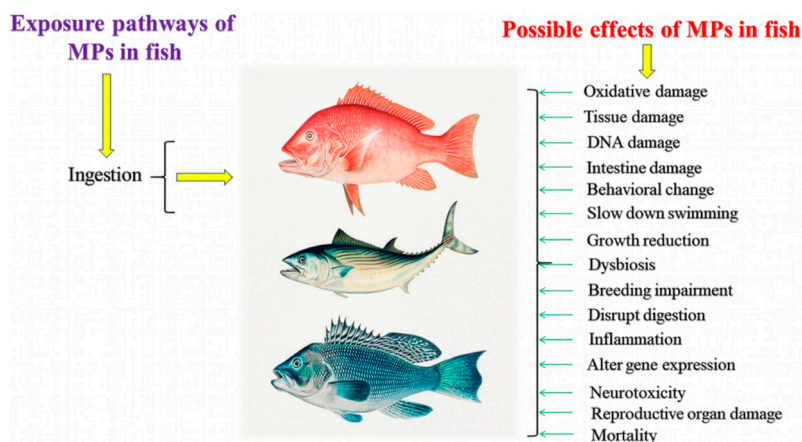 Exposure pathways of
MPs in fish
Ingestion
Possible effects of MPs in fish
Oxidative damage
Tissue damage
DNA damage
Intestine damage
Behavioral change
Slow down swimming
Growth reduction
Dysbiosis
Breeding impairment
Disrupt digestion
Inflammation
Alter gene expression
Neurotoxicity
Reproductive organ damage
Mortality